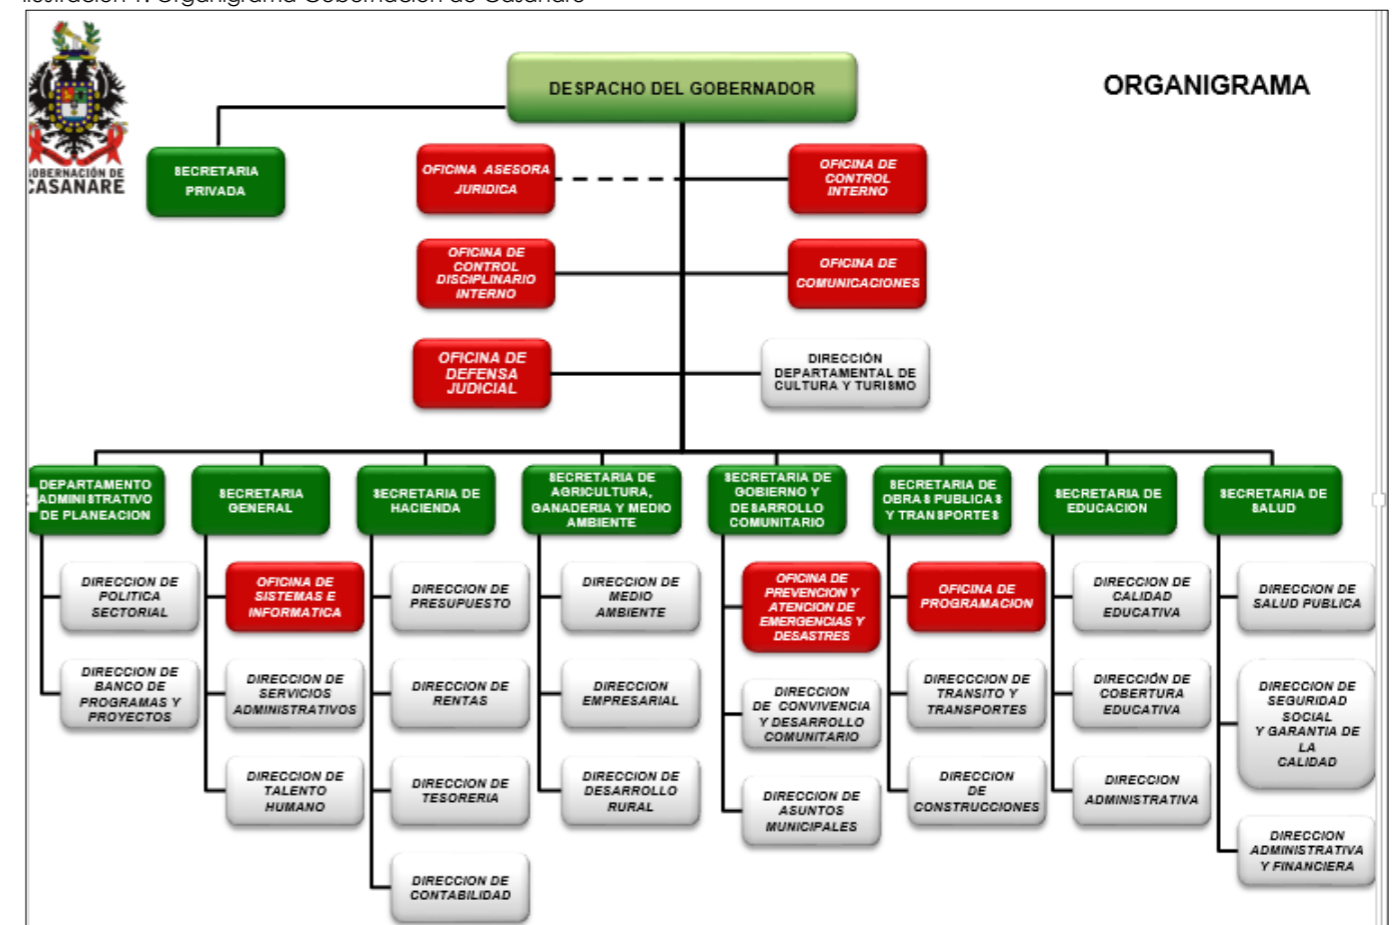 Ilustración 1. Organigrama Gobernación de Casanare
DESPACHO DEL GOBERNADOR
ORGANIGRAMA
GOBERNACIÓN DE
CASANARE
SECRETARIA
PRIVADA
OFICINA ASESORA
JURIDICA
OFICINA DE
CONTROL
INTERNO
OFICINA DE
CONTROL
DISCIPLINARIO
INTERNO
OFICINA DE
COMUNICACIONES
OFICINA DE
DEFENSA
JUDICIAL
DIRECCIÓN
DEPARTAMENTAL DE
CULTURA Y TURISMO
DEPARTAMENTO
ADMINISTRATIVO
DE PLANEACION
SECRETARIA
GENERAL
SECRETARIA DE
HACIENDA
SECRETARIA DE
AGRICULTURA,
GANADERIA Y MEDIO
AMBIENTE
SECRETARIA DE
GOBIERNO Y
DESARROLLO
COMUNITARIO
SECRETARIA DE
OBRAS PUBLICAS
Y TRANSPORTES
SECRETARIA DE
EDUCACION
SECRETARIA DE
SALUD
DIRECCION DE
POLITICA
SECTORIAL
OFICINA DE
SISTEMAS E
INFORMATICA
DIRECCION DE
PRESUPUESTO
DIRECCION DE
MEDIO
AMBIENTE
OFICINA DE
PREVENCION Y
ATENCION DE
EMERGENCIAS Y
DESASTRES
OFICINA DE
PROGRAMACION
DIRECCION DE
CALIDAD
EDUCATIVA
DIRECCION DE
SALUD PUBLICA
DIRECCION DE
BANCO DE
PROGRAMAS Y
PROYECTOS
DIRECCION DE
SERVICIOS
ADMINISTRATIVOS
DIRECCION DE
RENTAS
DIRECCION
EMPRESARIAL
DIRECCION
DE CONVIVENCIA
Y DESARROLLO
COMUNITARIO
DIRECCCION DE
TRANSITO Y
TRANSPORTES
DIRECCIÓN DE
COBERTURA
EDUCATIVA
DIRECCION DE
SEGURIDAD
SOCIAL
Y GARANTIA DE
LA
CALIDAD
DIRECCION DE
TALENTO
HUMANO
DIRECCION DE
TESORERIA
DIRECCION DE
DESARROLLO
RURAL
DIRECCION DE
ASUNTOS
MUNICIPALES
DIRECCION
DE
CONSTRUCCIONES
DIRECCION
ADMINISTRATIVA
DIRECCION
ADMINISTRATIVA
Y FINANCIERA
DIRECCION DE
CONTABILIDAD